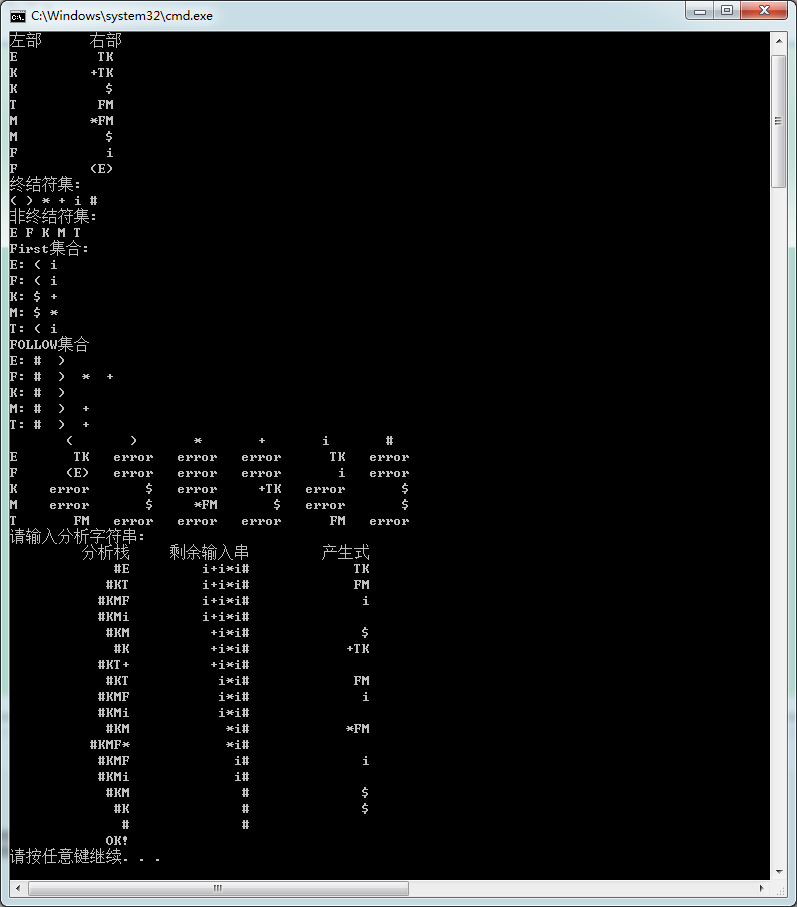 C:\Windows\system32\cmd.exe
左部 右部
E TK
K +TK
K $
T FM
M *FM
M $
F i
F (E)
终结符集:
( ) * + i #
非终结符集:
E F K M T
First集合:
E: ( i
F: ( i
K: $ +
M: $ *
T: ( i
FOLLOW集合
E: # )
F: # ) * +
K: # )
M: # ) +
T: # ) +
( ) * + i #
E TK error error error TK error
F (E) error error error i error
K error $ error +TK error $
M error $ *FM $ error $
T FM error error error FM error
请输入分析字符串:
分析栈 剩余输入串 产生式
#E i+i*i# TK
#KT i+i*i# FM
#KMF i+i*i# i
#KMi i+i*i#
#KM +i*i# $
#K +i*i# +TK
#KT+ +i*i#
#KT i*i# FM
#KMF i*i# i
#KMi i*i#
#KM *i# *FM
#KMF* *i#
#KMF i# i
#KMi i#
#KM # $
#K # $
# #
OK!
请按任意键继续. . .